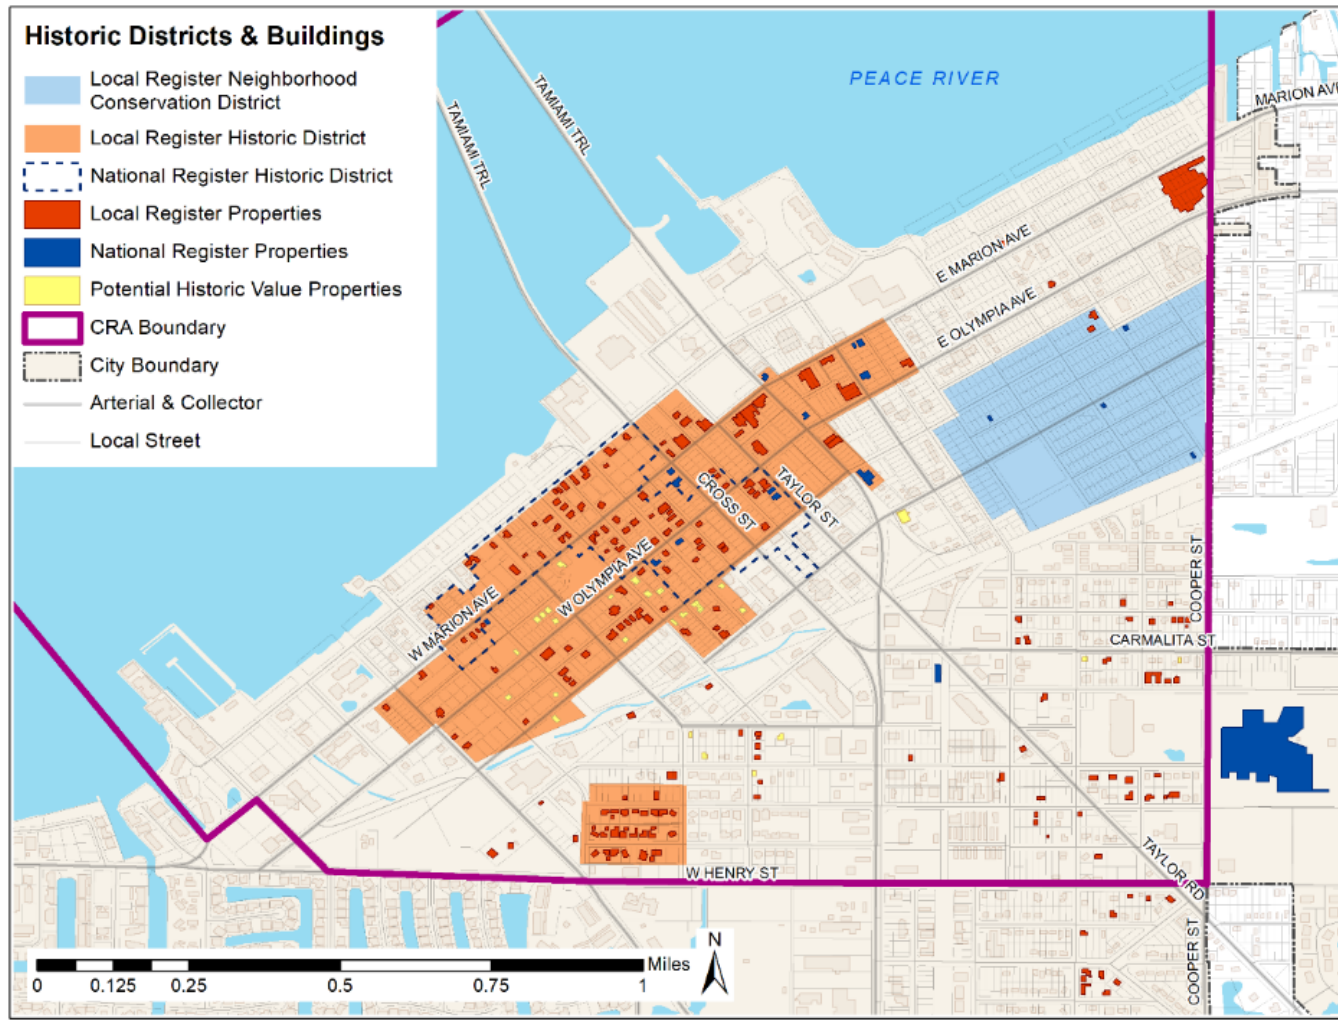 Historic Districts & Buildings
Local Register Neighborhood
Conservation District
Local Register Historic District
National Register Historic District
Local Register Properties
National Register Properties
Potential Historic Value Properties
CRA Boundary
City Boundary
Arterial & Collector
Local Street
PEACE RIVER
TAMIAMI TRL
TAMIAMI TRL
MARION AVE
E MARION AVE
E OLYMPIA AVE
CROSS ST
TAYLOR ST
W OLYMPIA AVE
W MARION AVE
COOPER ST
CARMALITA ST
TAYLOR RD
W HENRY ST
COOPER ST
N
Miles
0 0.125 0.25 0.5 0.75 1